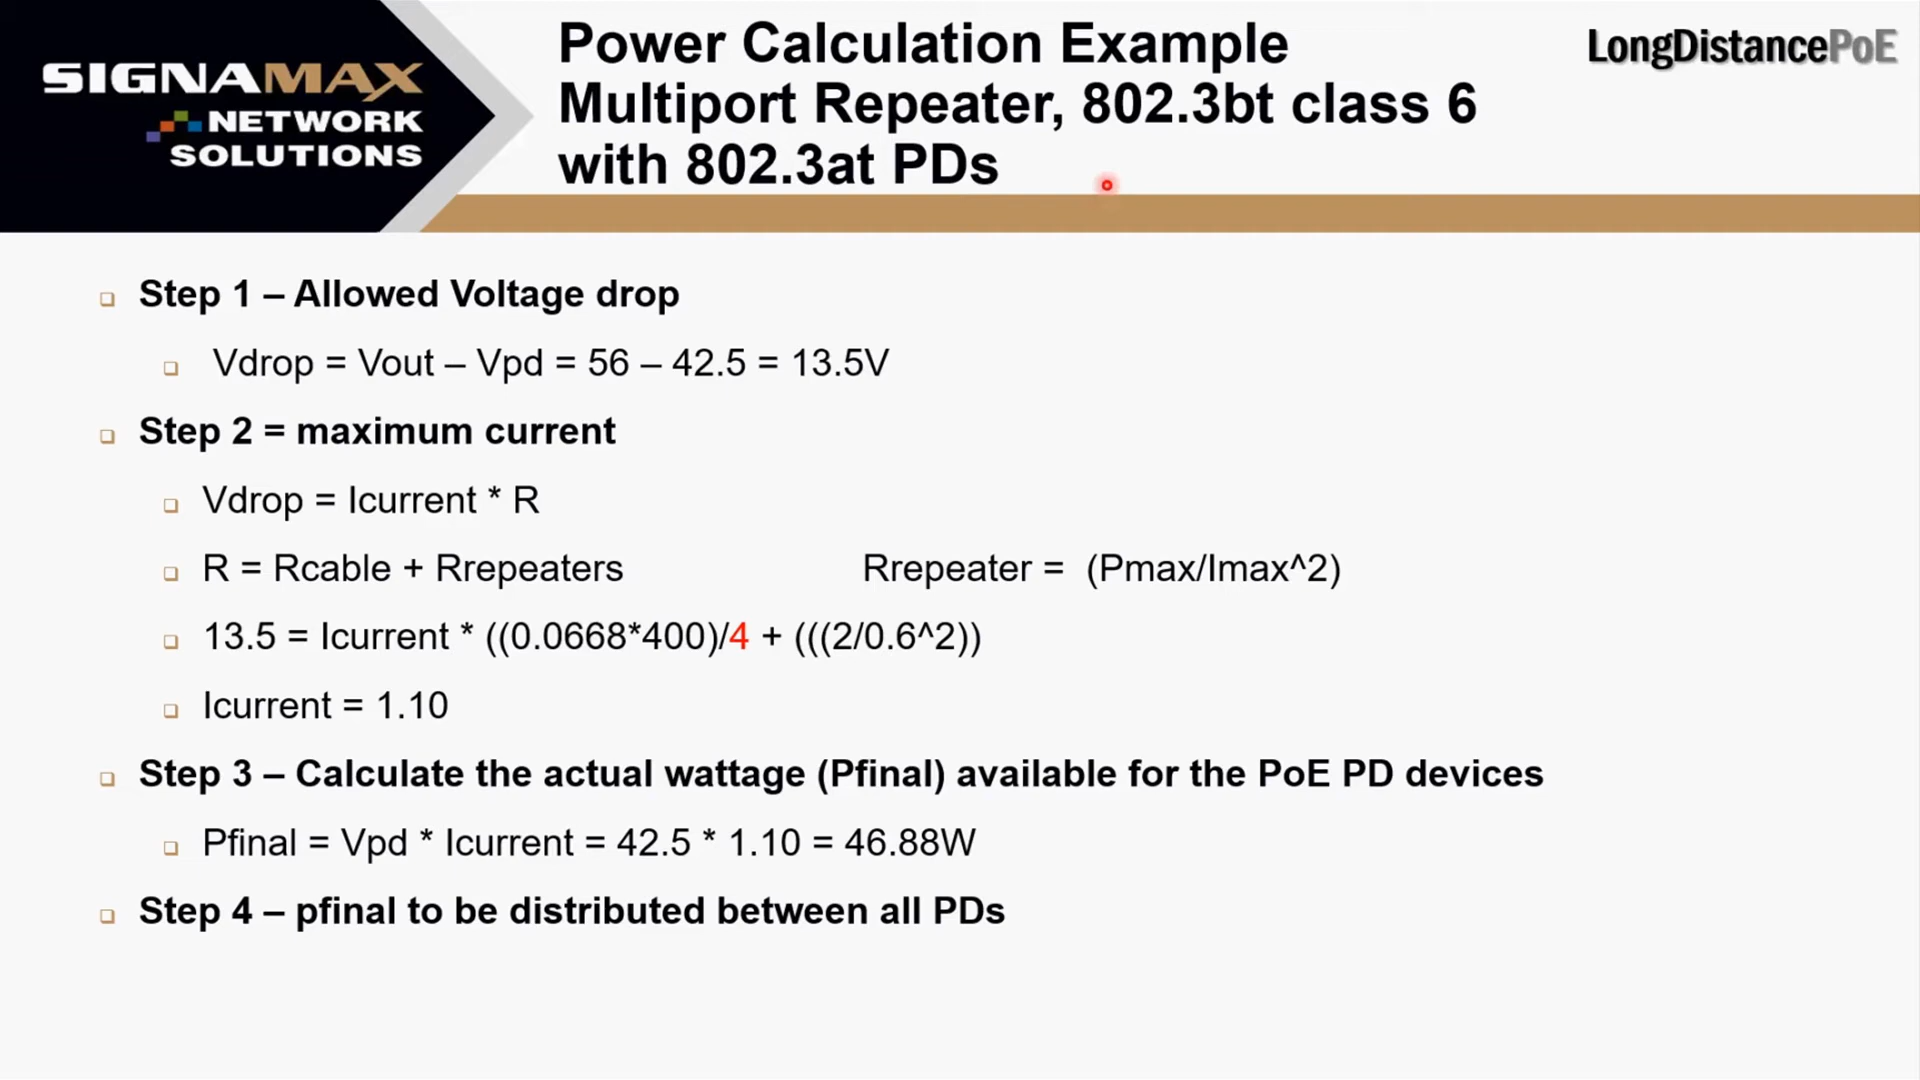 SIGNAMAX
NETWORK
SOLUTIONS
Power Calculation Example
Multiport Repeater, 802.3bt class 6
with 802.3at PDs
LongDistancePoE
Step 1 – Allowed Voltage drop
Vdrop = Vout – Vpd = 56 – 42.5 = 13.5V
Step 2 = maximum current
Vdrop = Icurrent * R
R = Rcable + Rrepeaters Rrepeater = (Pmax/Imax^2)
13.5 = Icurrent * ((0.0668*400)/4 + (((2/0.6^2))
Icurrent = 1.10
Step 3 – Calculate the actual wattage (Pfinal) available for the PoE PD devices
Pfinal = Vpd * Icurrent = 42.5 * 1.10 = 46.88W
Step 4 – pfinal to be distributed between all PDs